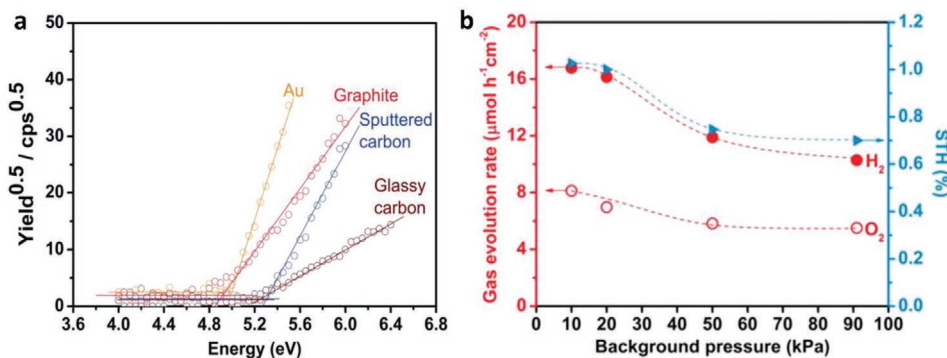 a
Yield0.5 / cps0.5
50
40
30
20
10
0
Au
Graphite
Sputtered
carbon
Glassy
carbon
3.6 4.0 4.4 4.8 5.2 5.6 6.0 6.4 6.8
Energy (eV)
b
Gas evolution rate (μmol h-1cm-2)
20
16
12
8
4
0
H2
O2
1.2
1.0
0.8
0.6
0.4
0.2
0.0
STH (%)
0 10 20 30 40 50 60 70 80 90 100
Background pressure (kPa)